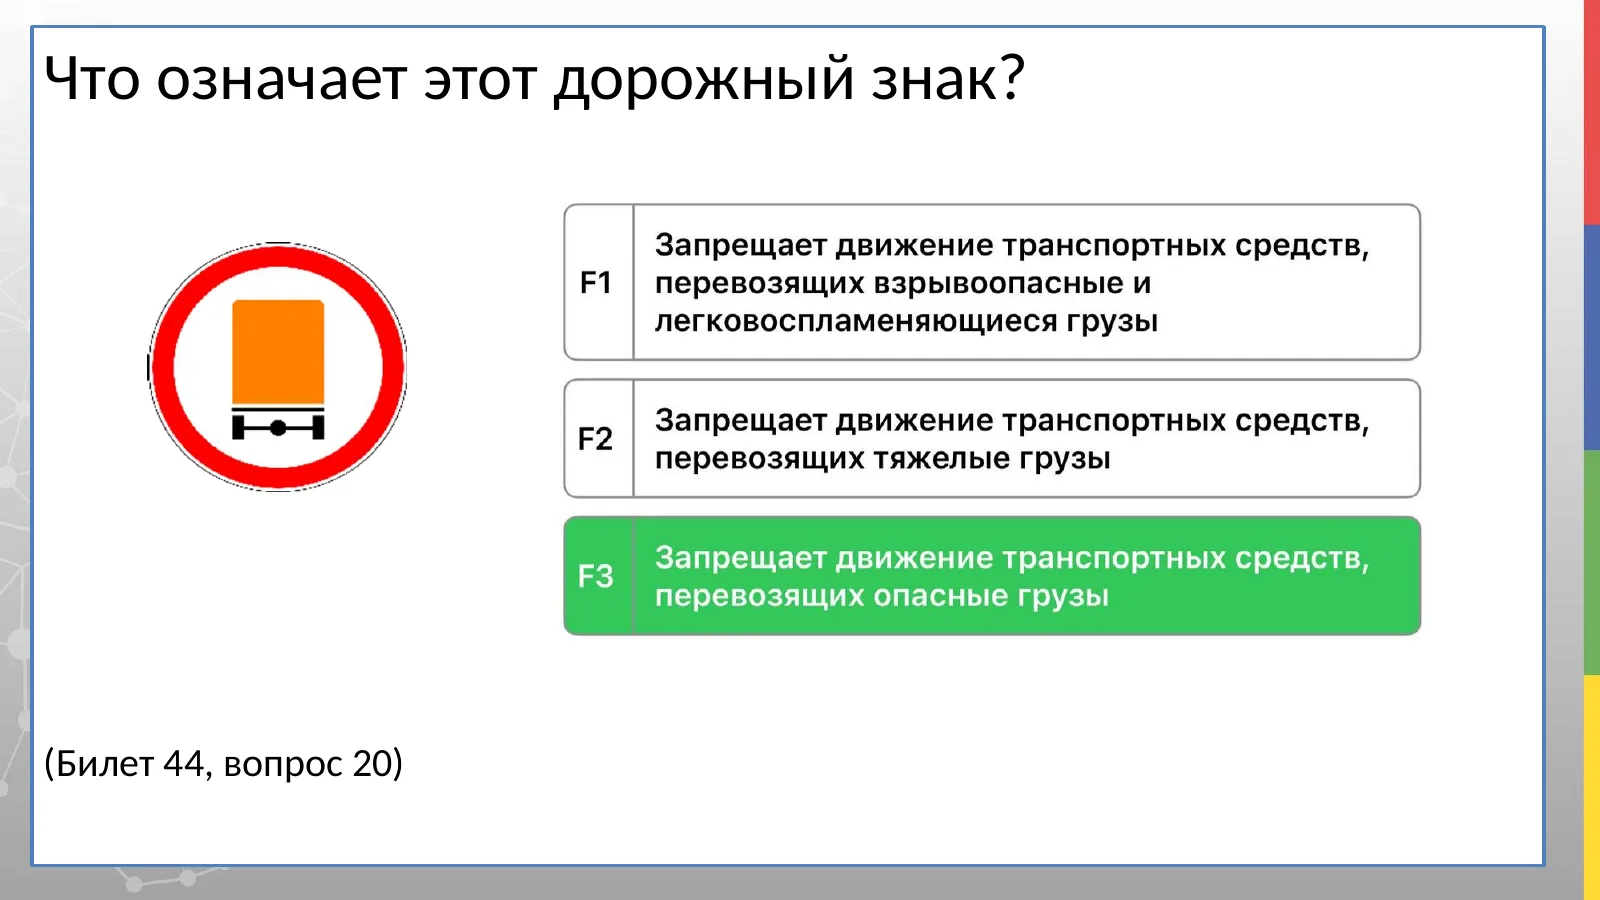 Что означает этот дорожный знак?
F1
Запрещает движение транспортных средств,
перевозящих взрывоопасные и
легковоспламеняющиеся грузы
F2
Запрещает движение транспортных средств,
перевозящих тяжелые грузы
F3
Запрещает движение транспортных средств,
перевозящих опасные грузы
(Билет 44, вопрос 20)